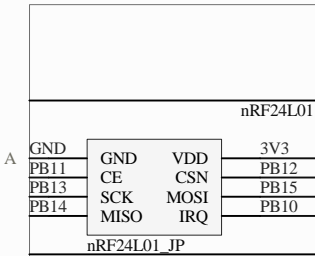 nRF24L01
A
GND GND VDD 3V3
PB11 CE CSN PB12
PB13 SCK MOSI PB15
PB14 MISO IRQ PB10
nRF24L01_JP